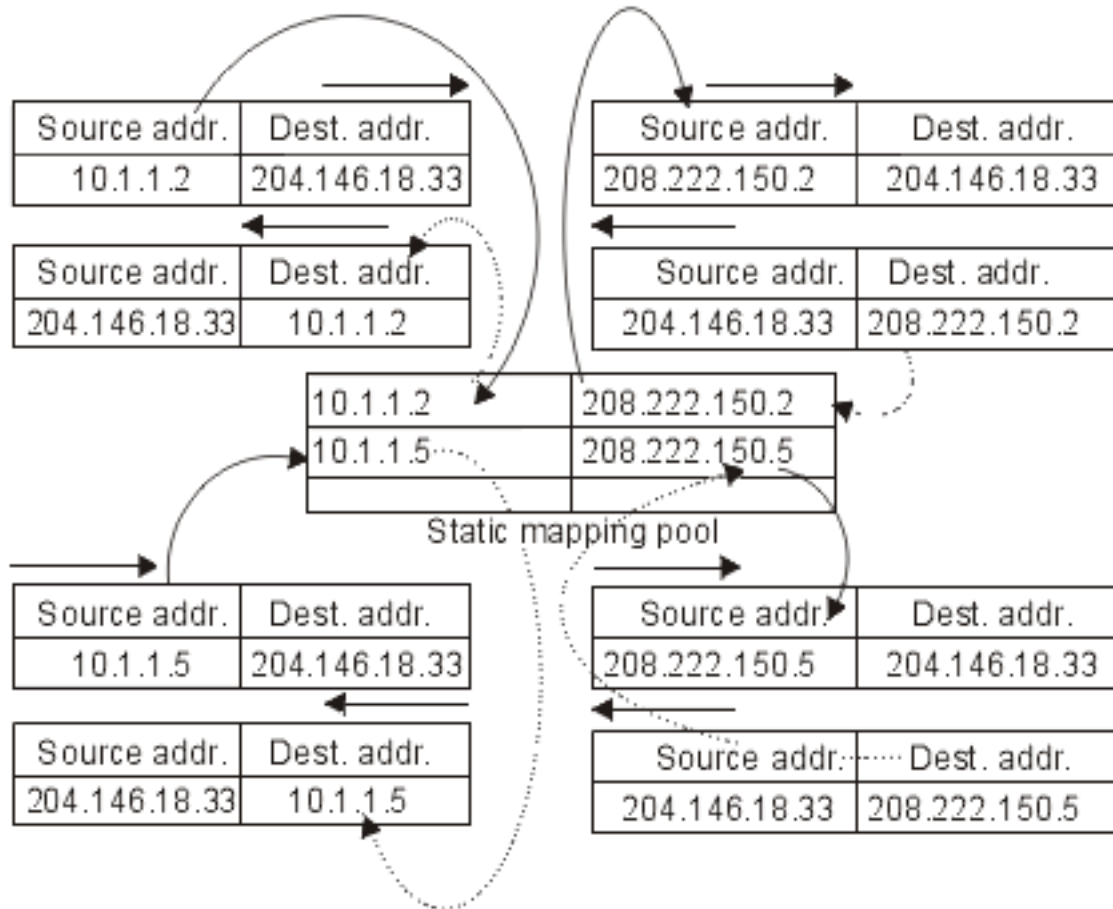 Source addr. Dest. addr.
10.1.1.2 204.146.18.33
Source addr. Dest. addr.
204.146.18.33 10.1.1.2
Source addr. Dest. addr.
208.222.150.2 204.146.18.33
Source addr. Dest. addr.
204.146.18.33 208.222.150.2
10.1.1.2 208.222.150.2
10.1.1.5 208.222.150.5
Static mapping pool
Source addr. Dest. addr.
10.1.1.5 204.146.18.33
Source addr. Dest. addr.
204.146.18.33 10.1.1.5
Source addr. Dest. addr.
208.222.150.5 204.146.18.33
Source addr. Dest. addr.
204.146.18.33 208.222.150.5